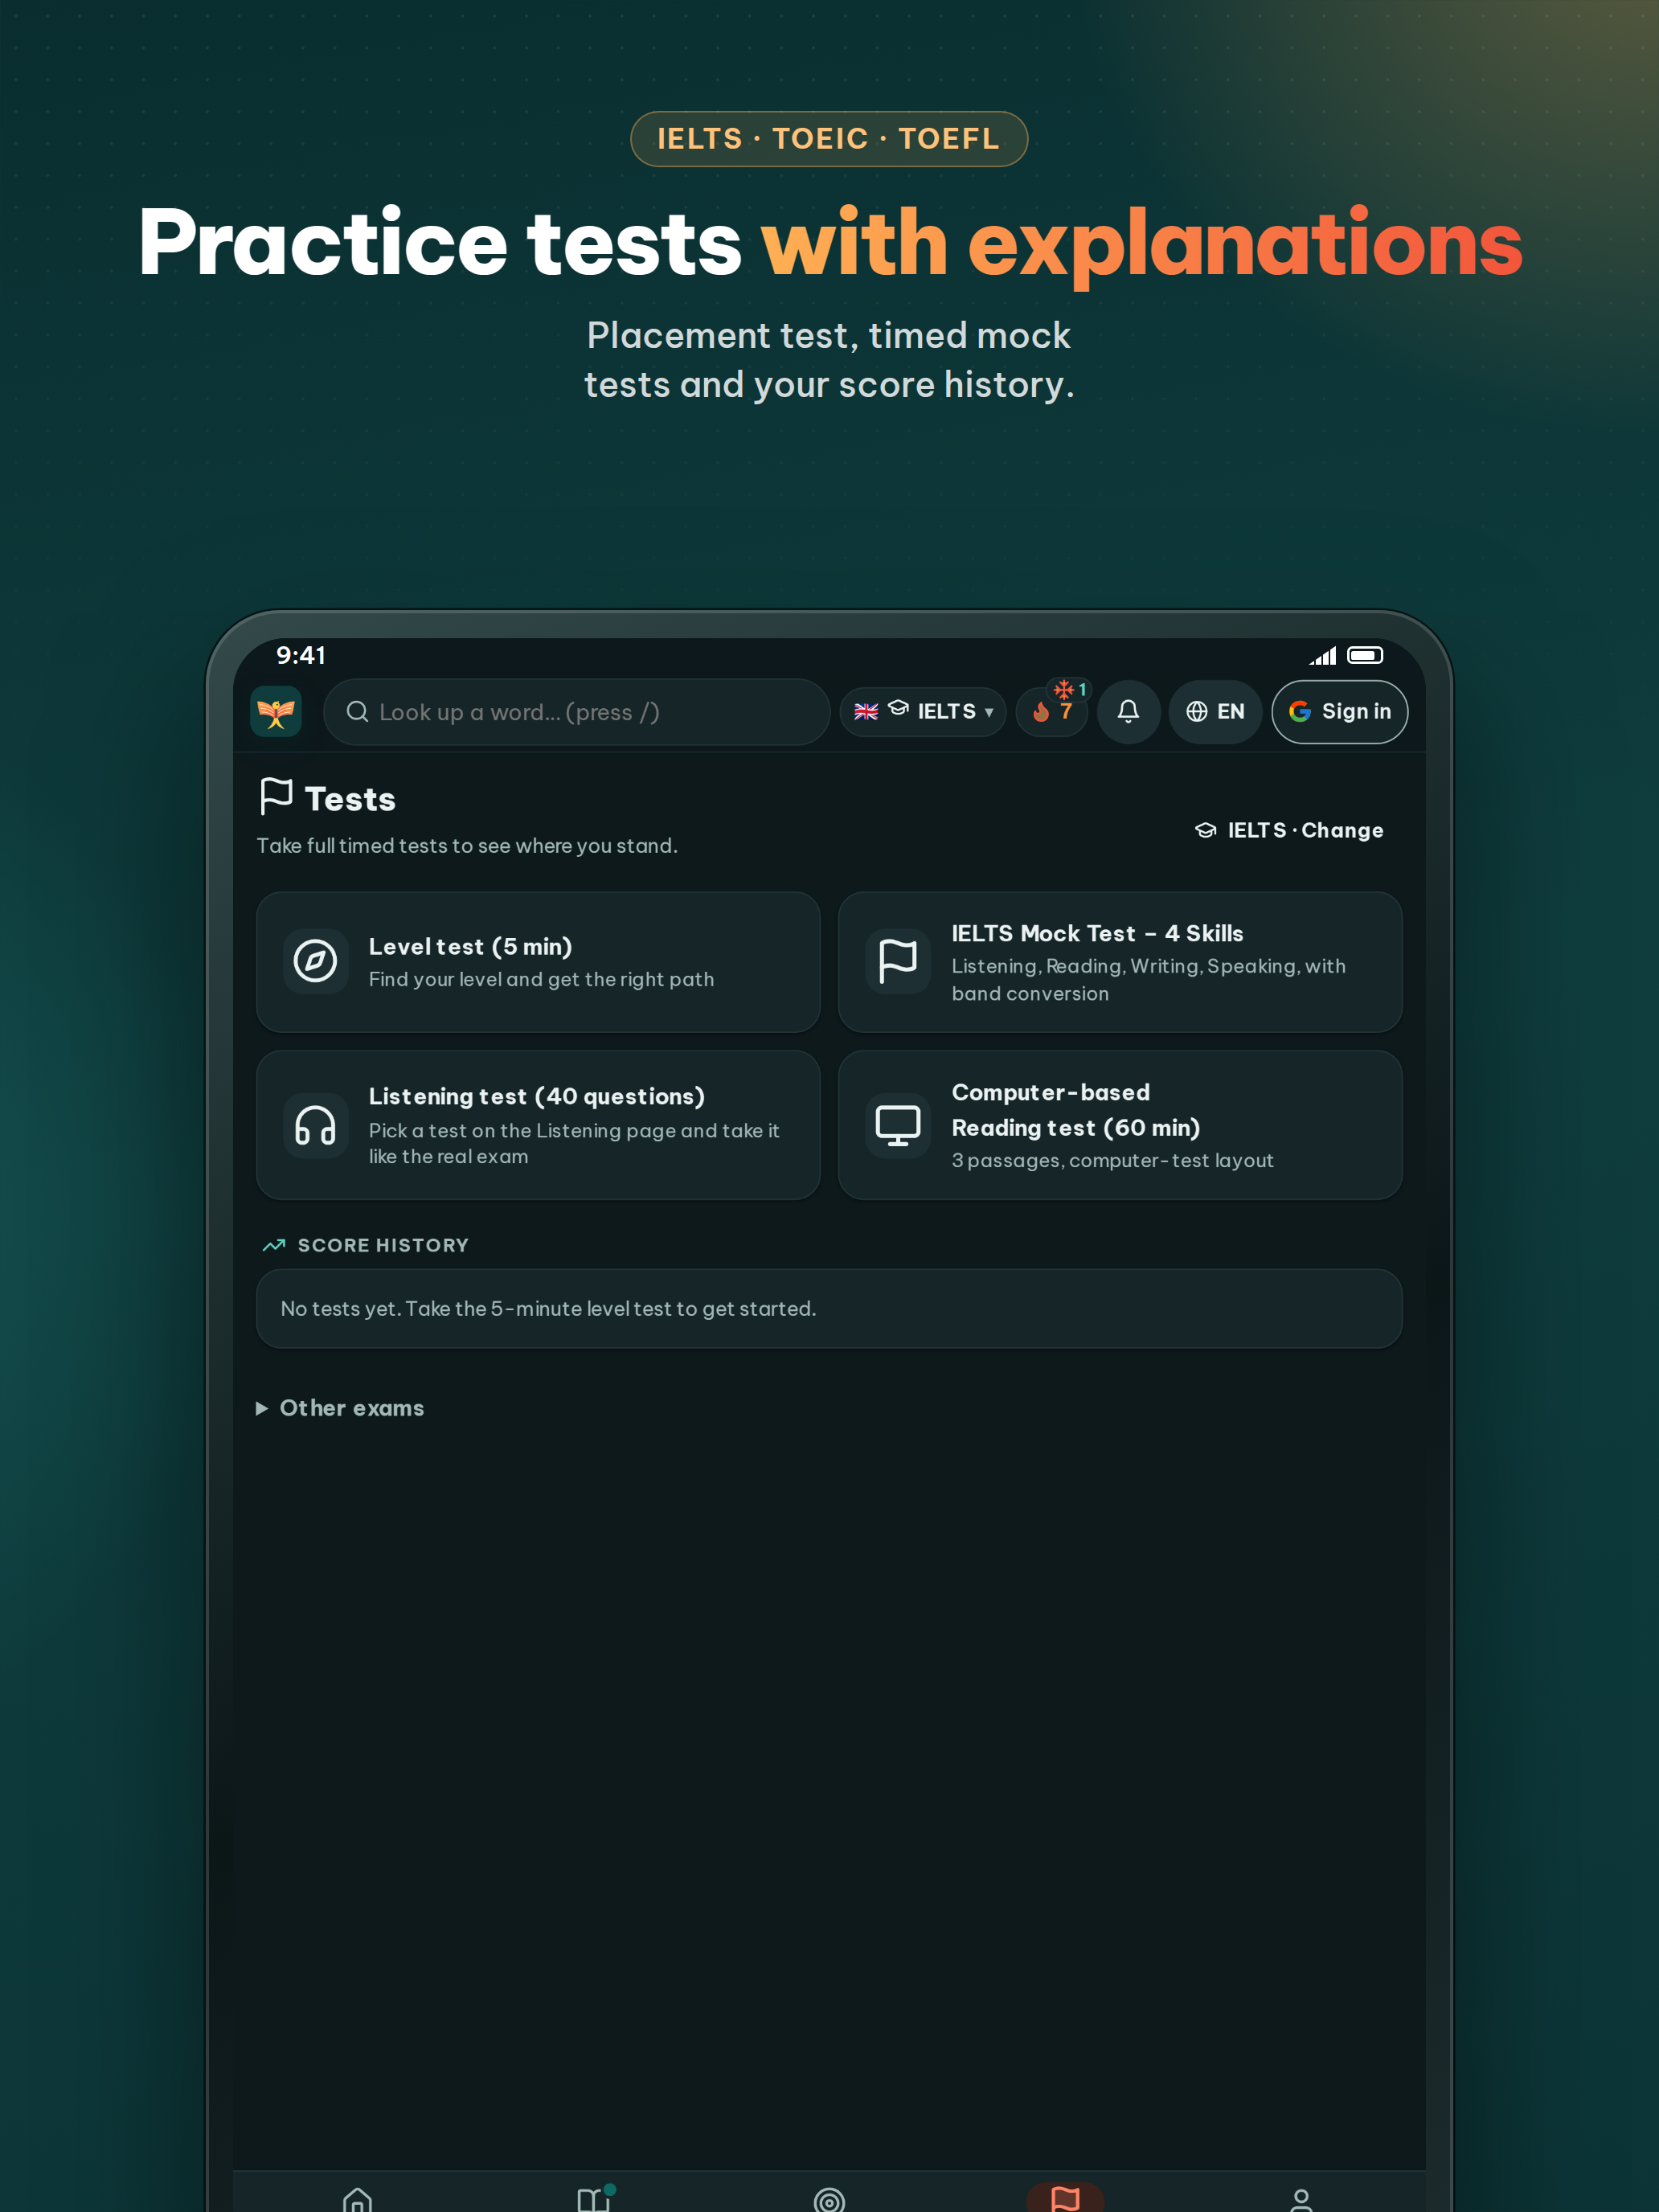 IELTS · TOEIC · TOEFL
Practice tests with explanations
Placement test, timed mock
tests and your score history.
9:41
Look up a word... (press /)
IELTS ▾
7
1
EN
Sign in
Tests
Take full timed tests to see where you stand.
IELTS · Change
Level test (5 min)
Find your level and get the right path
IELTS Mock Test – 4 Skills
Listening, Reading, Writing, Speaking, with
band conversion
Listening test (40 questions)
Pick a test on the Listening page and take it
like the real exam
Computer-based
Reading test (60 min)
3 passages, computer-test layout
SCORE HISTORY
No tests yet. Take the 5-minute level test to get started.
Other exams